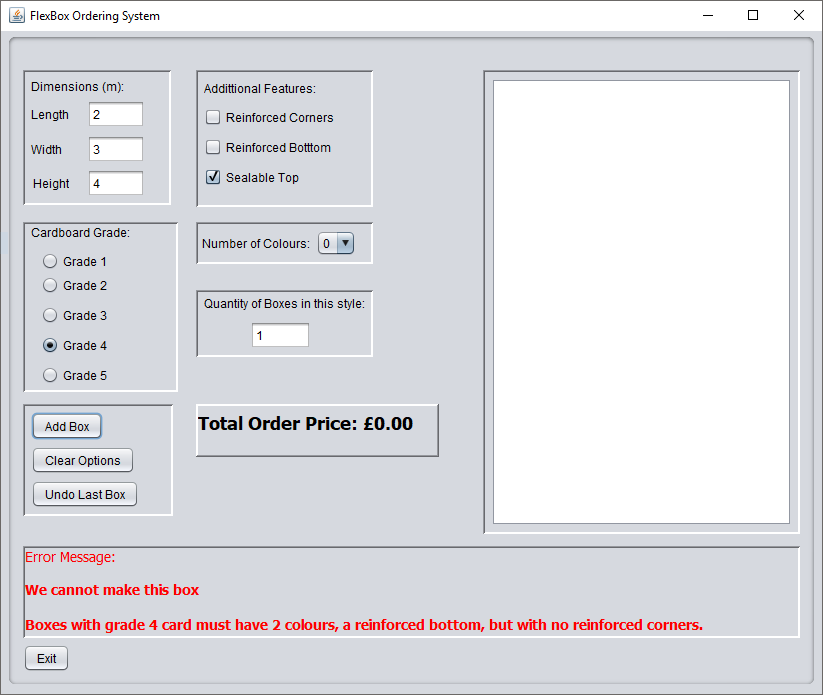 FlexBox Ordering System
Dimensions (m):
Length 2
Width 3
Height 4
Addittional Features:
Reinforced Corners
Reinforced Botttom
Sealable Top
Cardboard Grade:
Grade 1
Grade 2
Grade 3
Grade 4
Grade 5
Number of Colours: 0
Quantity of Boxes in this style:
1
Add Box
Clear Options
Undo Last Box
Total Order Price: £0.00
Error Message:
We cannot make this box
Boxes with grade 4 card must have 2 colours, a reinforced bottom, but with no reinforced corners.
Exit